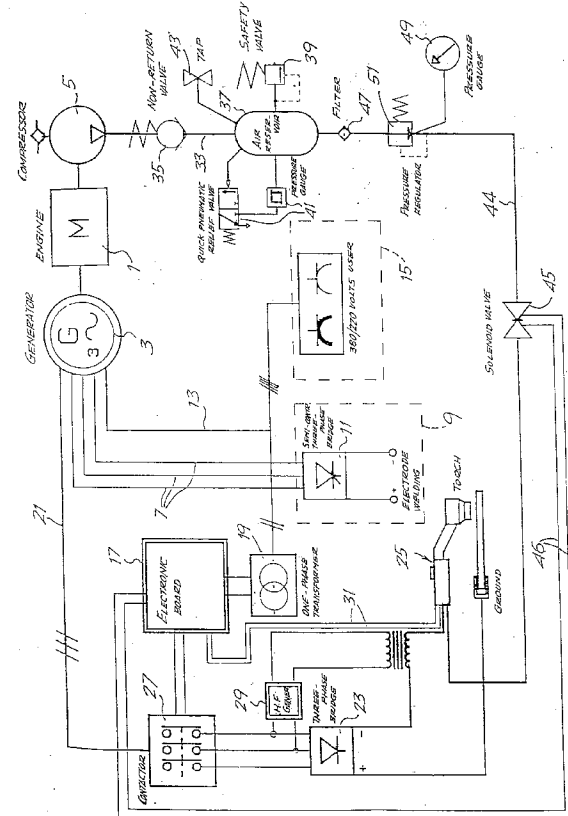 COMPRESSOR
5
ENGINE
M
1
GENERATOR
G
3
3
NON-RETURN
VALVE
35
33
43
TAP
SAFETY
VALVE
39
37
AIR
RESER
VOIR
QUICK PNEUMATIC
RELIEF VALVE
PRESSURE
GAUGE
41
FILTER
47
PRESSURE REGULATOR
51
49
PRESSURE
GAUGE
44
SOLENOID VALVE
45
46
15
380/220 VOLTS USER
13
7
21
SEMI-CONTR.
THREE-PHASE
BRIDGE
11
9
+
-
ELECTRODE
WELDING
17
ELECTRONIC
BOARD
19
ONE-PHASE
TRANSFORMER
31
25
TORCH
GROUND
27
CONTACTOR
29
H.F.
GENER.
THREE-
PHASE
BRIDGE
23
+
-